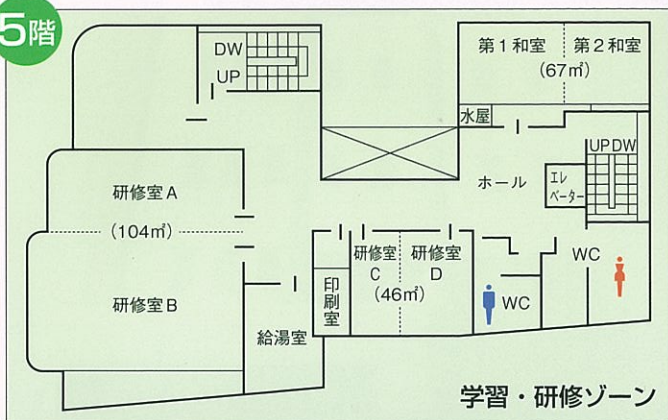 5階
DW
UP
第1和室
第2和室
(67㎡)
水屋
UP DW
ホール
エレ
ベーター
研修室A
(104㎡)
研修室B
研修室
C
研修室
D
(46㎡)
印刷室
給湯室
WC
WC
学習・研修ゾーン